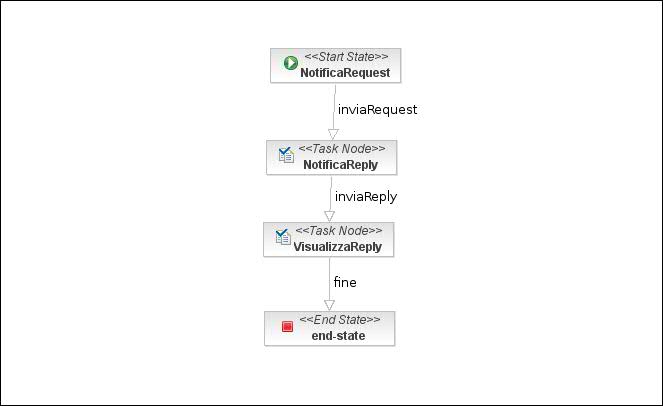 <<Start State>>
NotificaRequest
inviaRequest
<<Task Node>>
NotificaReply
inviaReply
<<Task Node>>
VisualizzaReply
fine
<<End State>>
end-state